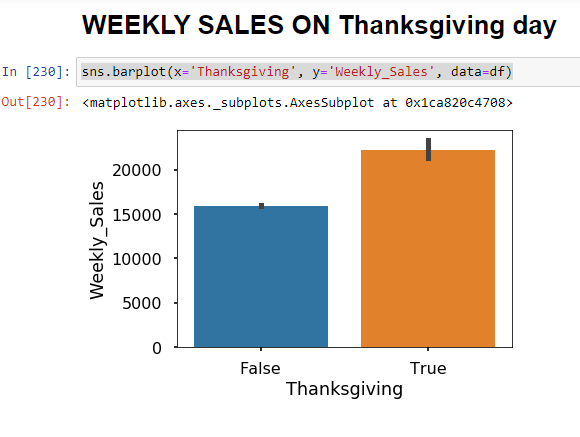 WEEKLY SALES ON Thanksgiving day
In [230]: sns.barplot(x='Thanksgiving', y='Weekly_Sales', data=df)
Out[230]: <matplotlib.axes._subplots.AxesSubplot at 0x1ca820c4708>
Weekly_Sales
20000
15000
10000
5000
0
False True
Thanksgiving